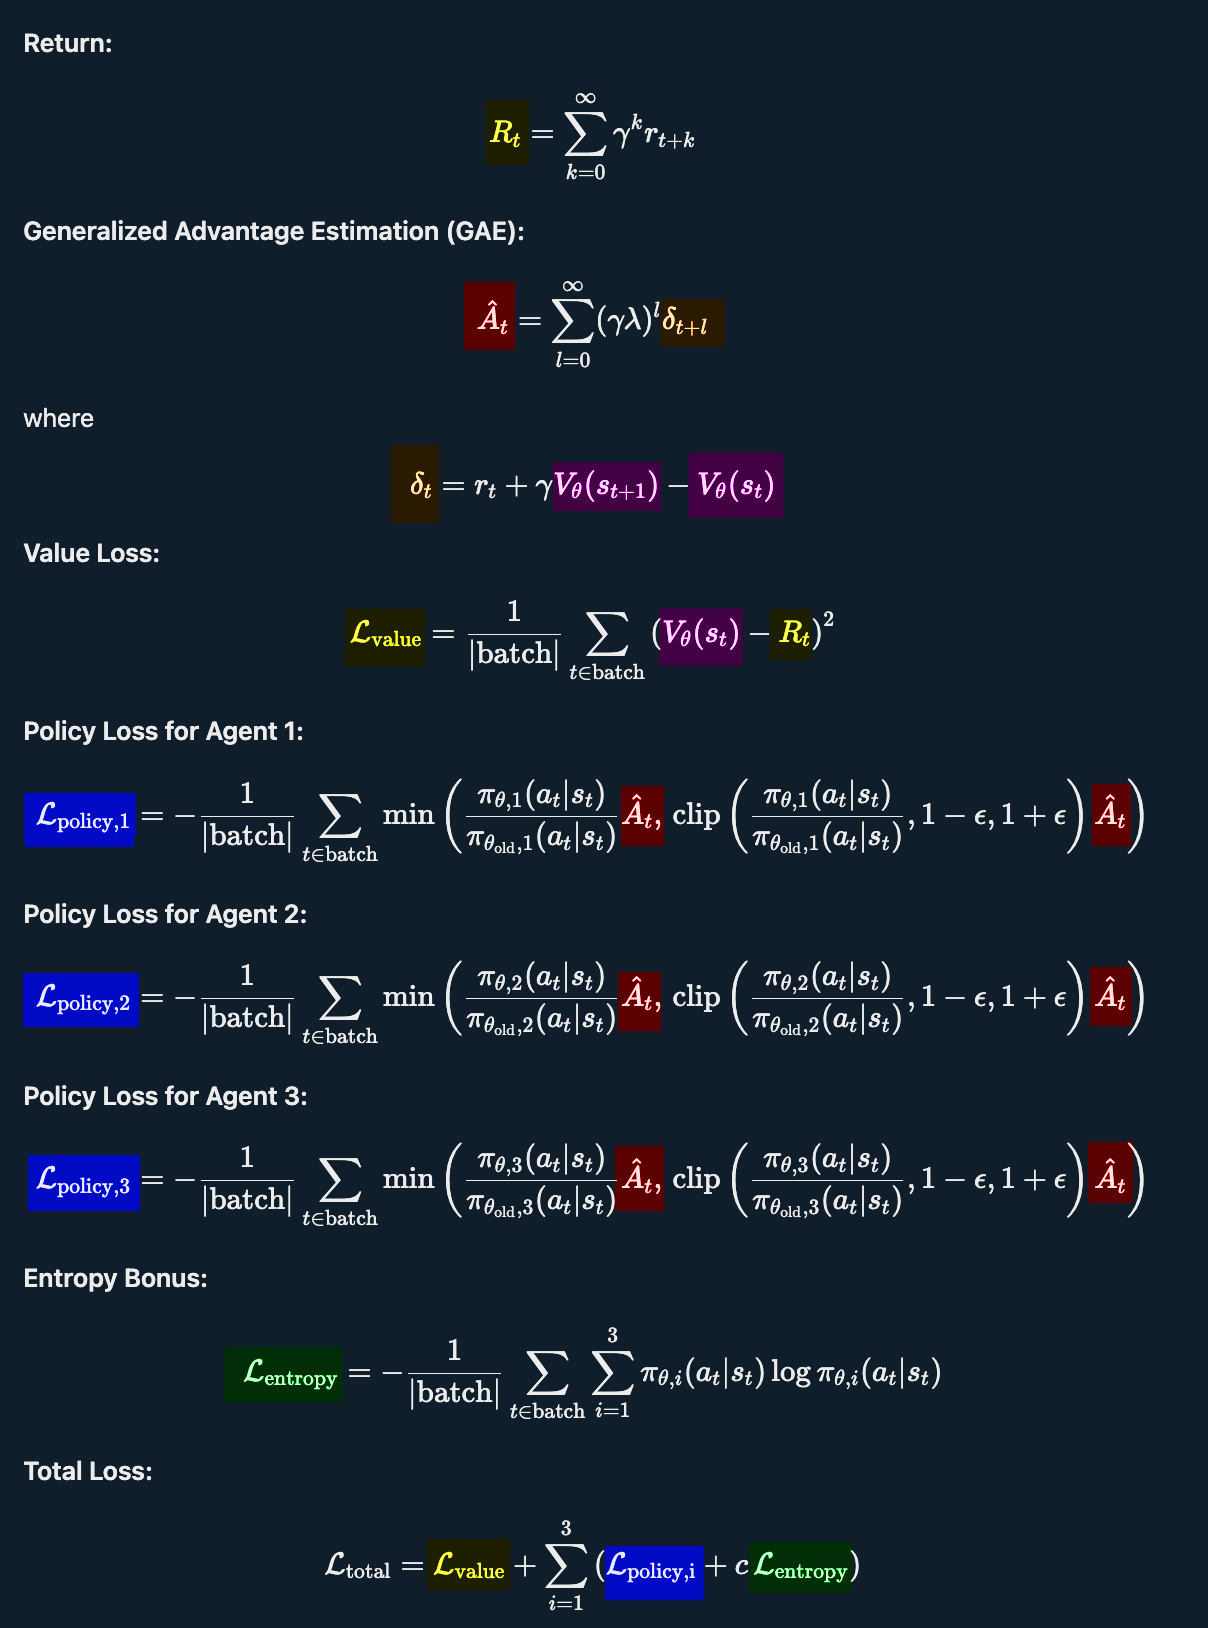 Return:
$R_t = \sum_{k=0}^{\infty} \gamma^k r_{t+k}$
Generalized Advantage Estimation (GAE):
$\hat{A}_t = \sum_{l=0}^{\infty} (\gamma\lambda)^l \delta_{t+l}$
where
$\delta_t = r_t + \gamma V_\theta(s_{t+1}) - V_\theta(s_t)$
Value Loss:
$\mathcal{L}_{\text{value}} = \frac{1}{|\text{batch}|} \sum_{t \in \text{batch}} (V_\theta(s_t) - R_t)^2$
Policy Loss for Agent 1:
$\mathcal{L}_{\text{policy},1} = -\frac{1}{|\text{batch}|} \sum_{t \in \text{batch}} \min\left(\frac{\pi_{\theta,1}(a_t|s_t)}{\pi_{\theta_{\text{old}},1}(a_t|s_t)} \hat{A}_t, \text{clip}\left(\frac{\pi_{\theta,1}(a_t|s_t)}{\pi_{\theta_{\text{old}},1}(a_t|s_t)}, 1-\epsilon, 1+\epsilon\right) \hat{A}_t\right)$
Policy Loss for Agent 2:
$\mathcal{L}_{\text{policy},2} = -\frac{1}{|\text{batch}|} \sum_{t \in \text{batch}} \min\left(\frac{\pi_{\theta,2}(a_t|s_t)}{\pi_{\theta_{\text{old}},2}(a_t|s_t)} \hat{A}_t, \text{clip}\left(\frac{\pi_{\theta,2}(a_t|s_t)}{\pi_{\theta_{\text{old}},2}(a_t|s_t)}, 1-\epsilon, 1+\epsilon\right) \hat{A}_t\right)$
Policy Loss for Agent 3:
$\mathcal{L}_{\text{policy},3} = -\frac{1}{|\text{batch}|} \sum_{t \in \text{batch}} \min\left(\frac{\pi_{\theta,3}(a_t|s_t)}{\pi_{\theta_{\text{old}},3}(a_t|s_t)} \hat{A}_t, \text{clip}\left(\frac{\pi_{\theta,3}(a_t|s_t)}{\pi_{\theta_{\text{old}},3}(a_t|s_t)}, 1-\epsilon, 1+\epsilon\right) \hat{A}_t\right)$
Entropy Bonus:
$\mathcal{L}_{\text{entropy}} = -\frac{1}{|\text{batch}|} \sum_{t \in \text{batch}} \sum_{i=1}^{3} \pi_{\theta,i}(a_t|s_t) \log \pi_{\theta,i}(a_t|s_t)$
Total Loss:
$\mathcal{L}_{\text{total}} = \mathcal{L}_{\text{value}} + \sum_{i=1}^{3} (\mathcal{L}_{\text{policy,i}} + c\mathcal{L}_{\text{entropy}})$